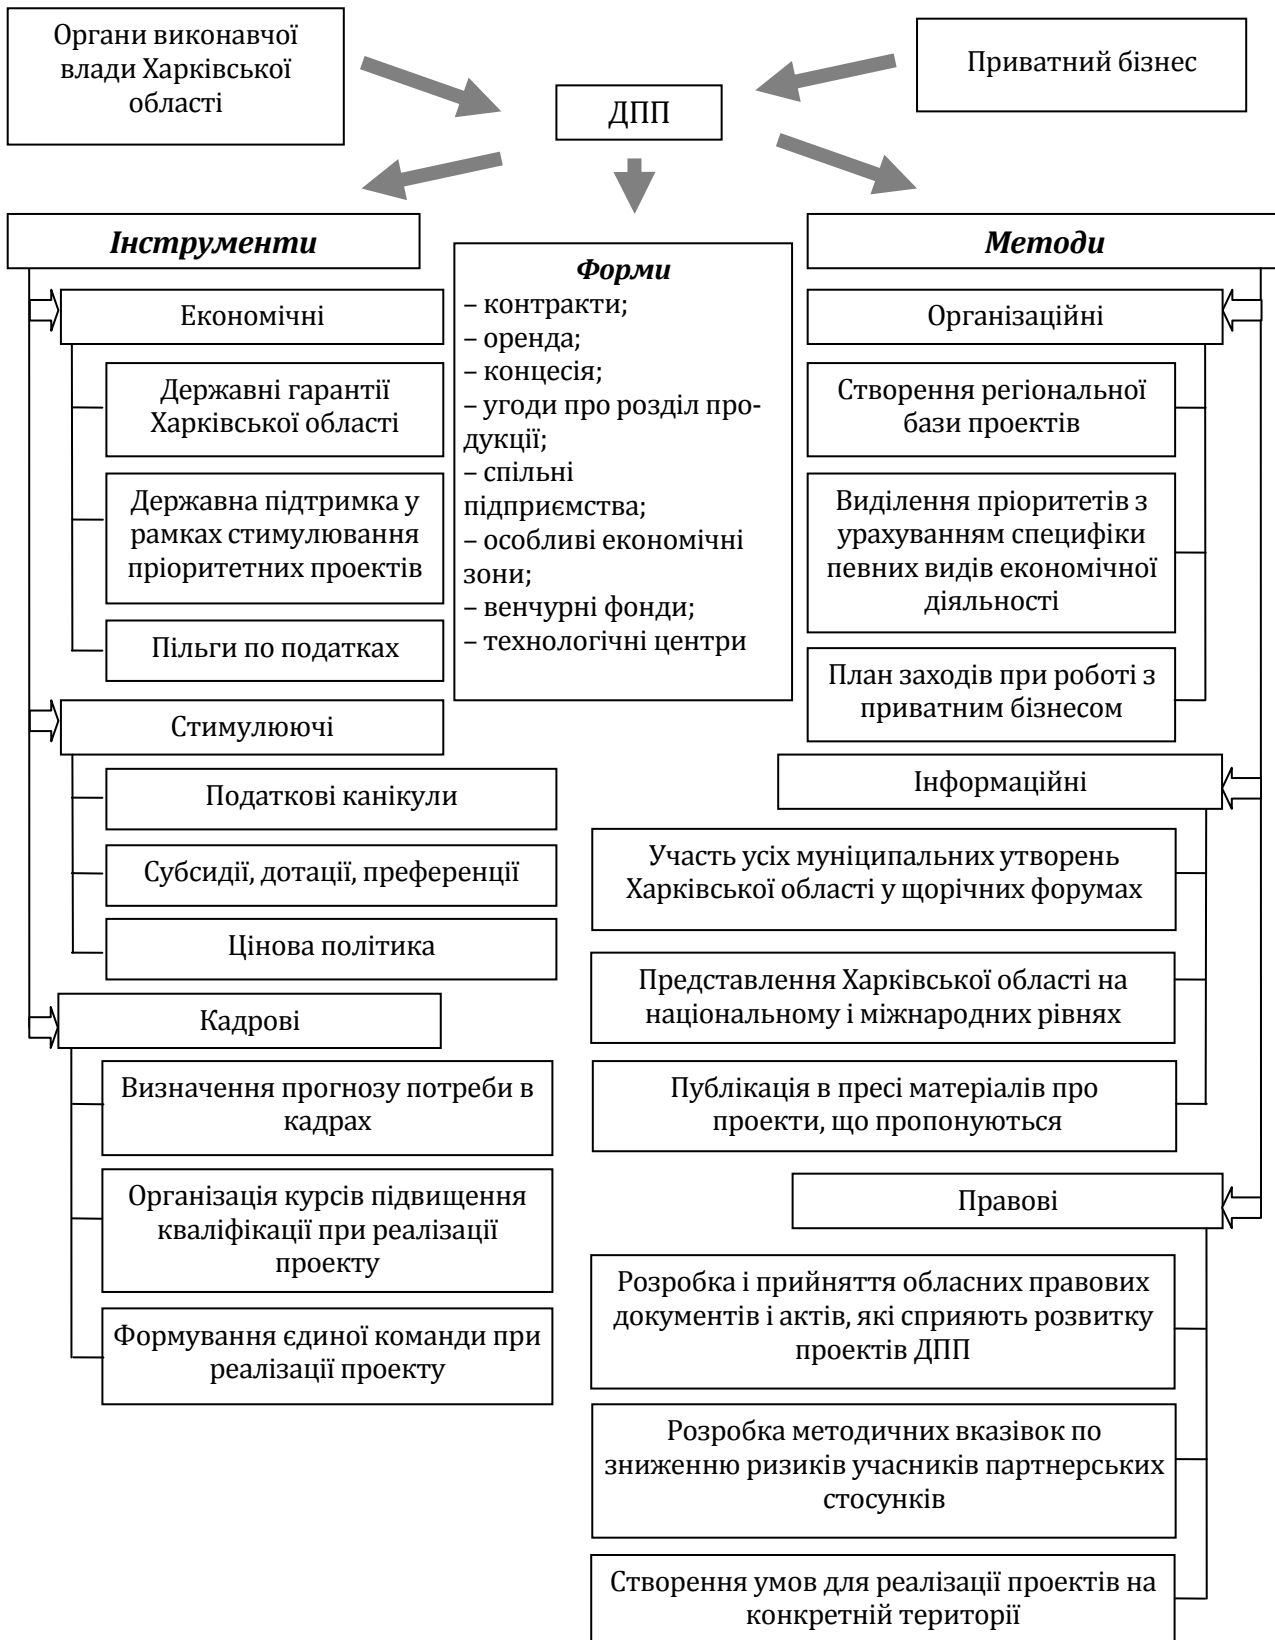 Органи виконавчої
влади Харківської
області
Приватний бізнес
ДПП
Інструменти
Економічні
Державні гарантії
Харківської області
Державна підтримка у
рамках стимулювання
пріоритетних проектів
Пільги по податках
Стимулюючі
Податкові канікули
Субсидії, дотації, преференції
Цінова політика
Кадрові
Визначення прогнозу потреби в
кадрах
Організація курсів підвищення
кваліфікації при реалізації
проекту
Формування єдиної команди при
реалізації проекту
Форми
– контракти;
– оренда;
– концесія;
– угоди про розділ про-
дукції;
– спільні
підприємства;
– особливі економічні
зони;
– венчурні фонди;
– технологічні центри
Методи
Організаційні
Створення регіональної
бази проектів
Виділення пріоритетів з
урахуванням специфіки
певних видів економічної
діяльності
План заходів при роботі з
приватним бізнесом
Інформаційні
Участь усіх муніципальних утворень
Харківської області у щорічних форумах
Представлення Харківської області на
національному і міжнародних рівнях
Публікація в пресі матеріалів про
проекти, що пропонуються
Правові
Розробка і прийняття обласних правових
документів і актів, які сприяють розвитку
проектів ДПП
Розробка методичних вказівок по
зниженню ризиків учасників партнерських
стосунків
Створення умов для реалізації проектів на
конкретній території